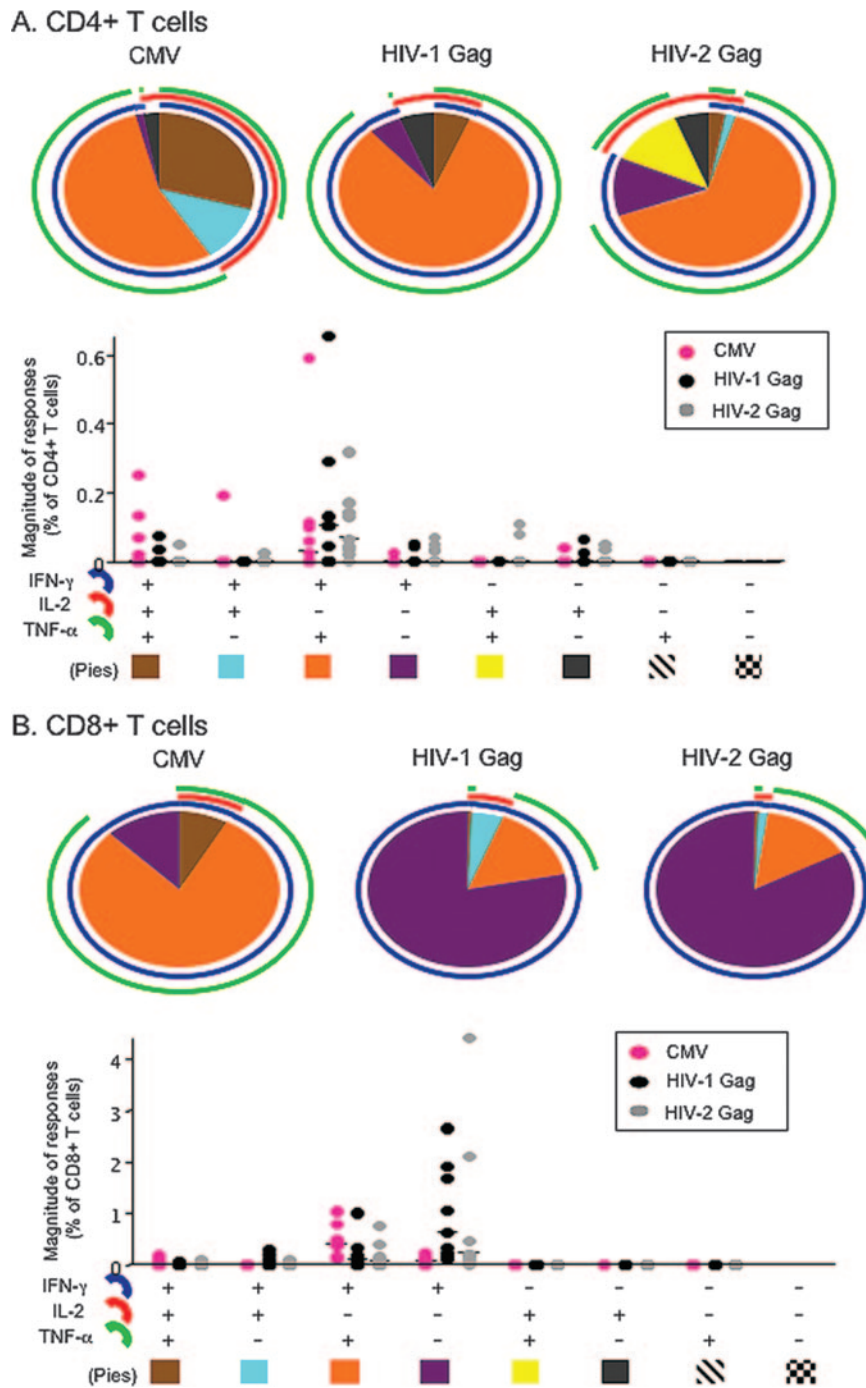 A. CD4+ T cells
CMV HIV-1 Gag HIV-2 Gag
Magnitude of responses
(% of CD4+ T cells)
0.6
0.4
0.2
0
CMV
HIV-1 Gag
HIV-2 Gag
IFN-γ + + + + - - - -
IL-2 + + - - + + - -
TNF-α + - + - + - + -
(Pies)
B. CD8+ T cells
CMV HIV-1 Gag HIV-2 Gag
Magnitude of responses
(% of CD8+ T cells)
4
3
2
1
0
CMV
HIV-1 Gag
HIV-2 Gag
IFN-γ + + + + - - - -
IL-2 + + - - + + - -
TNF-α + - + - + - + -
(Pies)